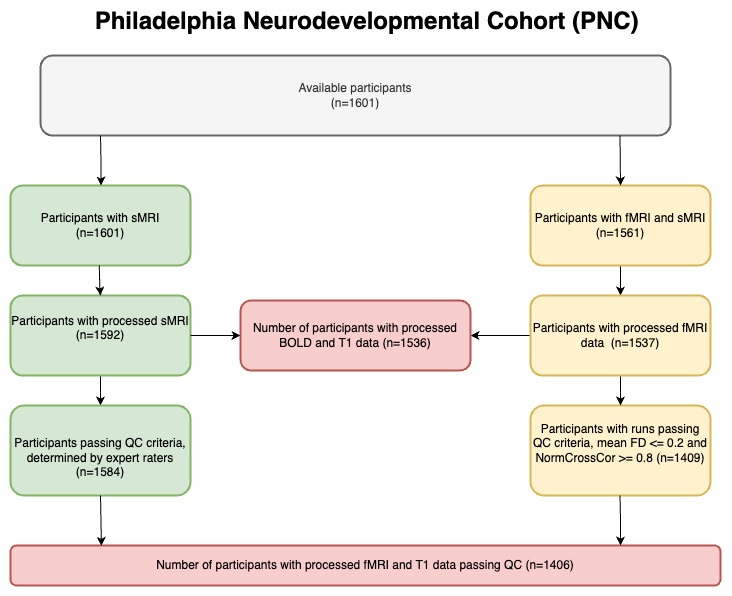 Philadelphia Neurodevelopmental Cohort (PNC)
Available participants
(n=1601)
Participants with sMRI
(n=1601)
Participants with fMRI and sMRI
(n=1561)
Participants with processed sMRI
(n=1592)
Number of participants with processed
BOLD and T1 data (n=1536)
Participants with processed fMRI
data (n=1537)
Participants passing QC criteria,
determined by expert raters
(n=1584)
Participants with runs passing
QC criteria, mean FD <= 0.2 and
NormCrossCor >= 0.8 (n=1409)
Number of participants with processed fMRI and T1 data passing QC (n=1406)